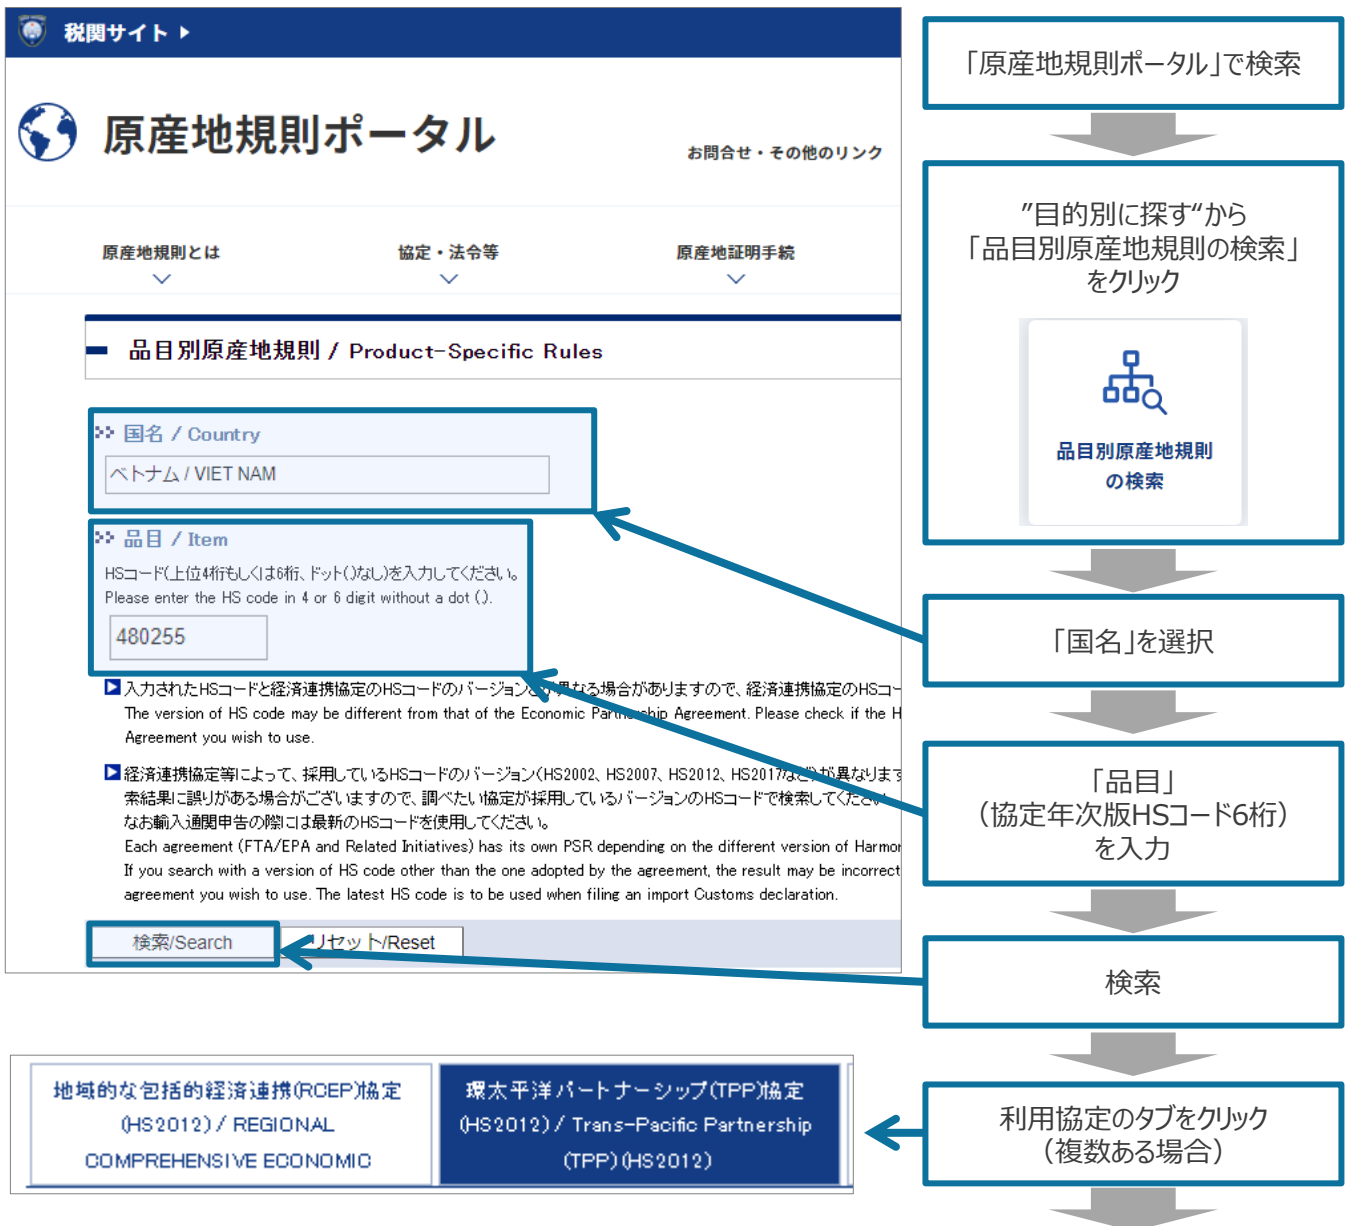 税関サイト
原産地規則ポータル
お問合せ・その他のリンク
原産地規則とは
協定・法令等
原産地証明手続
品目別原産地規則 / Product-Specific Rules
国名 / Country
ベトナム / VIET NAM
品目 / Item
HSコード(上位4桁もしくは6桁、ドット(.)なし)を入力してください。
Please enter the HS code in 4 or 6 digit without a dot (.).
480255
入力されたHSコードと経済連携協定のHSコードのバージョンとが異なる場合がありますので、経済連携協定のHSコー
The version of HS code may be different from that of the Economic Partnership Agreement. Please check if the H
Agreement you wish to use.
経済連携協定等によって、採用しているHSコードのバージョン(HS2002、HS2007、HS2012、HS2017など)が異なります
索結果に誤りがある場合がございますので、調べたい協定が採用しているバージョンのHSコードで検索してください
なお輸入通関申告の際には最新のHSコードを使用してください。
Each agreement (FTA/EPA and Related Initiatives) has its own PSR depending on the different version of Harmon
If you search with a version of HS code other than the one adopted by the agreement, the result may be incorrect
agreement you wish to use. The latest HS code is to be used when filing an import Customs declaration.
検索/Search
リセット/Reset
地域的な包括的経済連携(RCEP)協定
(HS2012) / REGIONAL
COMPREHENSIVE ECONOMIC
環太平洋パートナーシップ(TPP)協定
(HS2012) / Trans-Pacific Partnership
(TPP)(HS2012)
「原産地規則ポータル」で検索
”目的別に探す“から
「品目別原産地規則の検索」
をクリック
品目別原産地規則
の検索
「国名」を選択
「品目」
（協定年次版HSコード6桁）
を入力
検索
利用協定のタブをクリック
（複数ある場合）